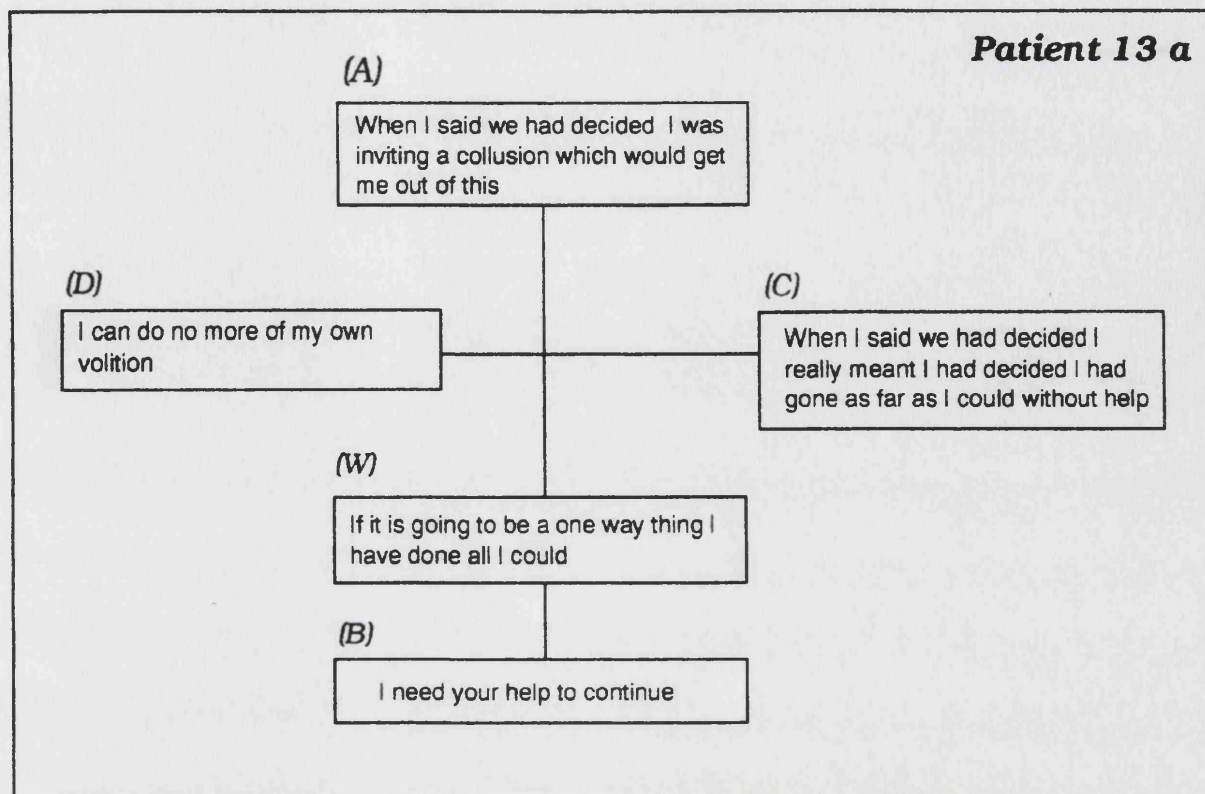 Patient 13 a
(A)
When I said we had decided I was
inviting a collusion which would get
me out of this
(D)
I can do no more of my own
volition
(C)
When I said we had decided I
really meant I had decided I had
gone as far as I could without help
(W)
If it is going to be a one way thing I
have done all I could
(B)
I need your help to continue